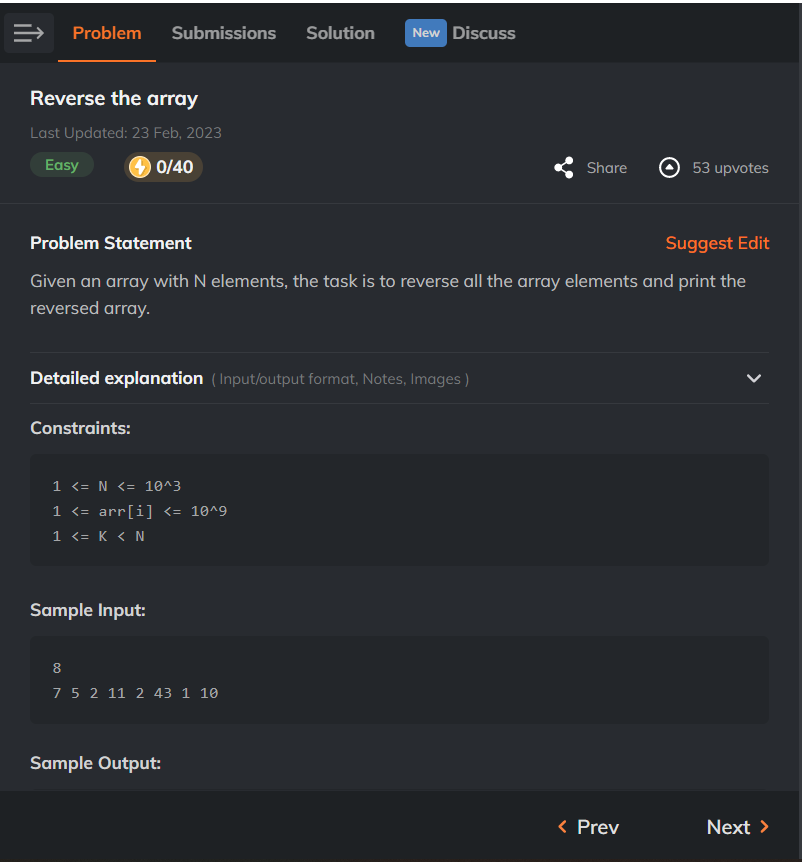 Problem Submissions Solution New Discuss
Reverse the array
Last Updated: 23 Feb, 2023
Easy 0/40 Share 53 upvotes
Problem Statement Suggest Edit
Given an array with N elements, the task is to reverse all the array elements and print the
reversed array.
Detailed explanation ( Input/output format, Notes, Images )
Constraints:
1 <= N <= 10^3
1 <= arr[i] <= 10^9
1 <= K < N
Sample Input:
8
7 5 2 11 2 43 1 10
Sample Output:
Prev Next